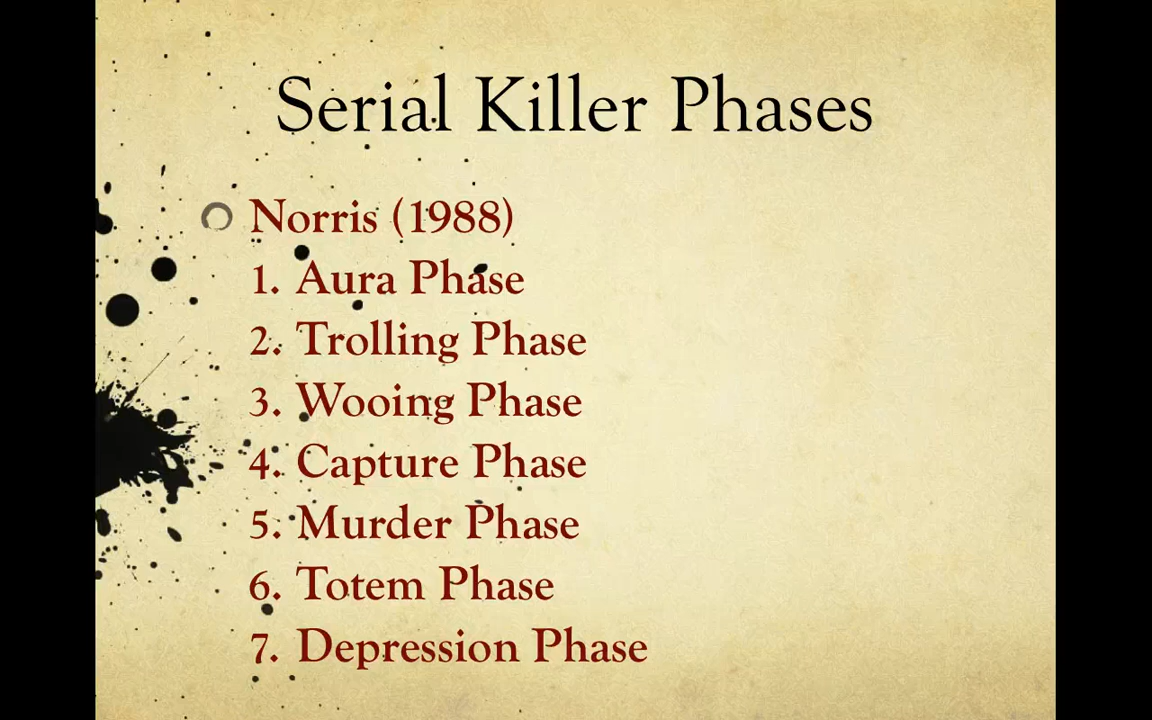 Serial Killer Phases
Norris (1988)
1. Aura Phase
2. Trolling Phase
3. Wooing Phase
4. Capture Phase
5. Murder Phase
6. Totem Phase
7. Depression Phase